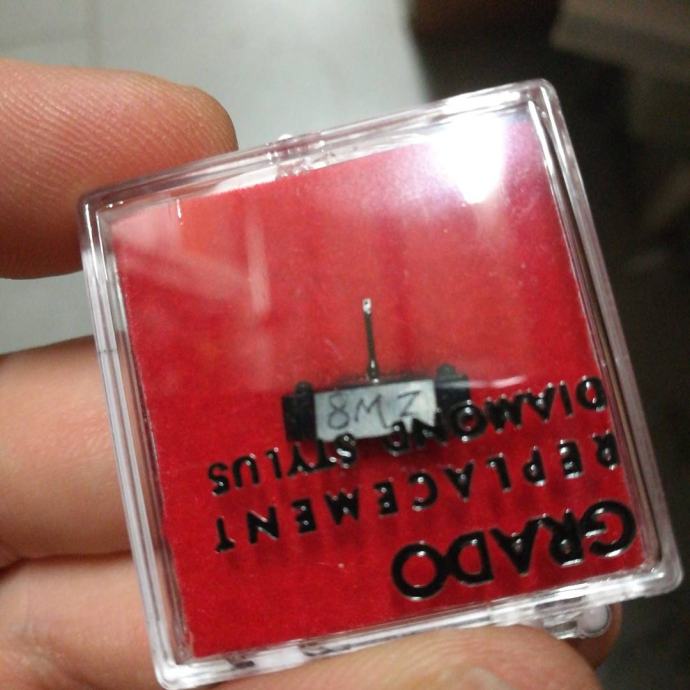 GRADO
REPLACEMENT
DIAMOND STYLUS
8MZ